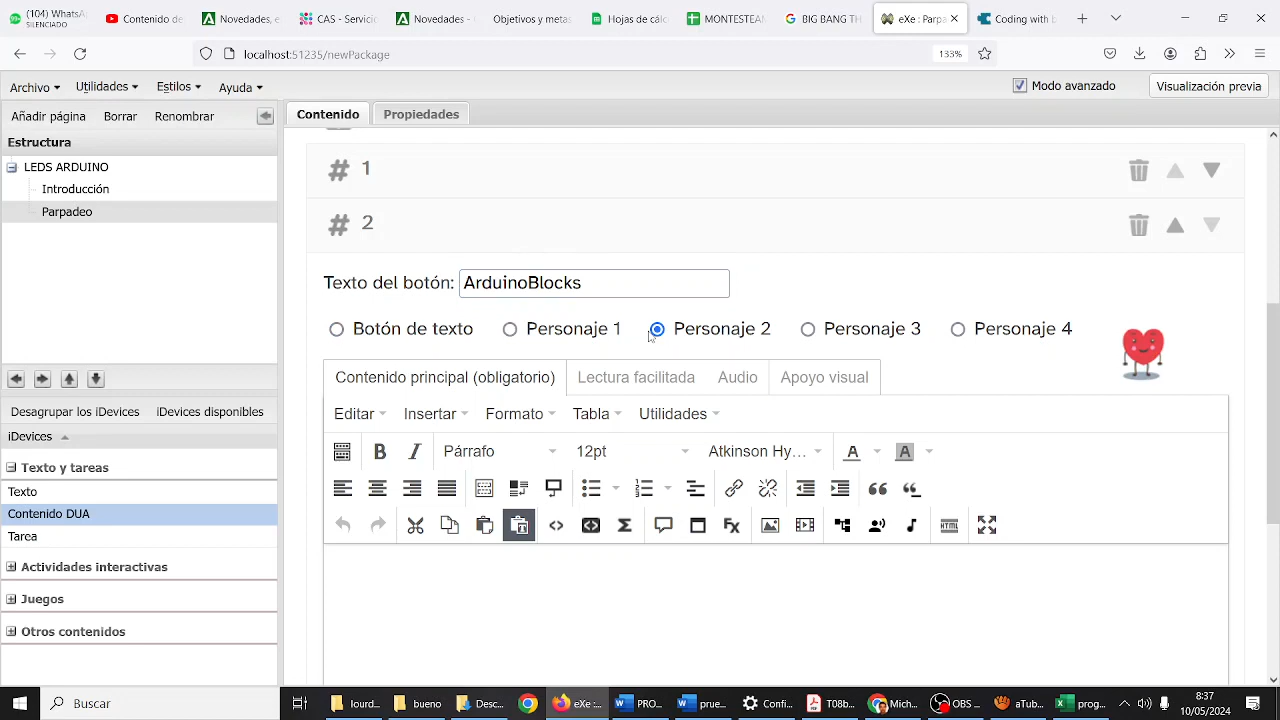 (104) WhatsA
SILENCIADO
Contenido de
Novedades, e
CAS - Servicio
Novedades -
Objetivos y metas
Hojas de cálc
MONTESTEAN
BIG BANG TH
eXe : Parpa
Coding with b
localhost:51235/newPackage
133%
Archivo
Utilidades
Estilos
Ayuda
Modo avanzado
Visualización previa
Añadir página
Borrar
Renombrar
Contenido
Propiedades
Estructura
LEDS ARDUINO
Introducción
Parpadeo
# 1
# 2
Texto del botón: ArduinoBlocks
Botón de texto
Personaje 1
Personaje 2
Personaje 3
Personaje 4
Contenido principal (obligatorio)
Lectura facilitada
Audio
Apoyo visual
Editar
Insertar
Formato
Tabla
Utilidades
Párrafo
12pt
Atkinson Hy...
Desagrupar los iDevices
iDevices disponibles
iDevices
Texto y tareas
Texto
Contenido DUA
Tarea
Actividades interactivas
Juegos
Otros contenidos
Buscar
loui
bueno
Des...
eXe ...
PRO...
prue...
Confi...
T08b...
Mich...
OBS ...
aTub...
prog...
8:37
10/05/2024